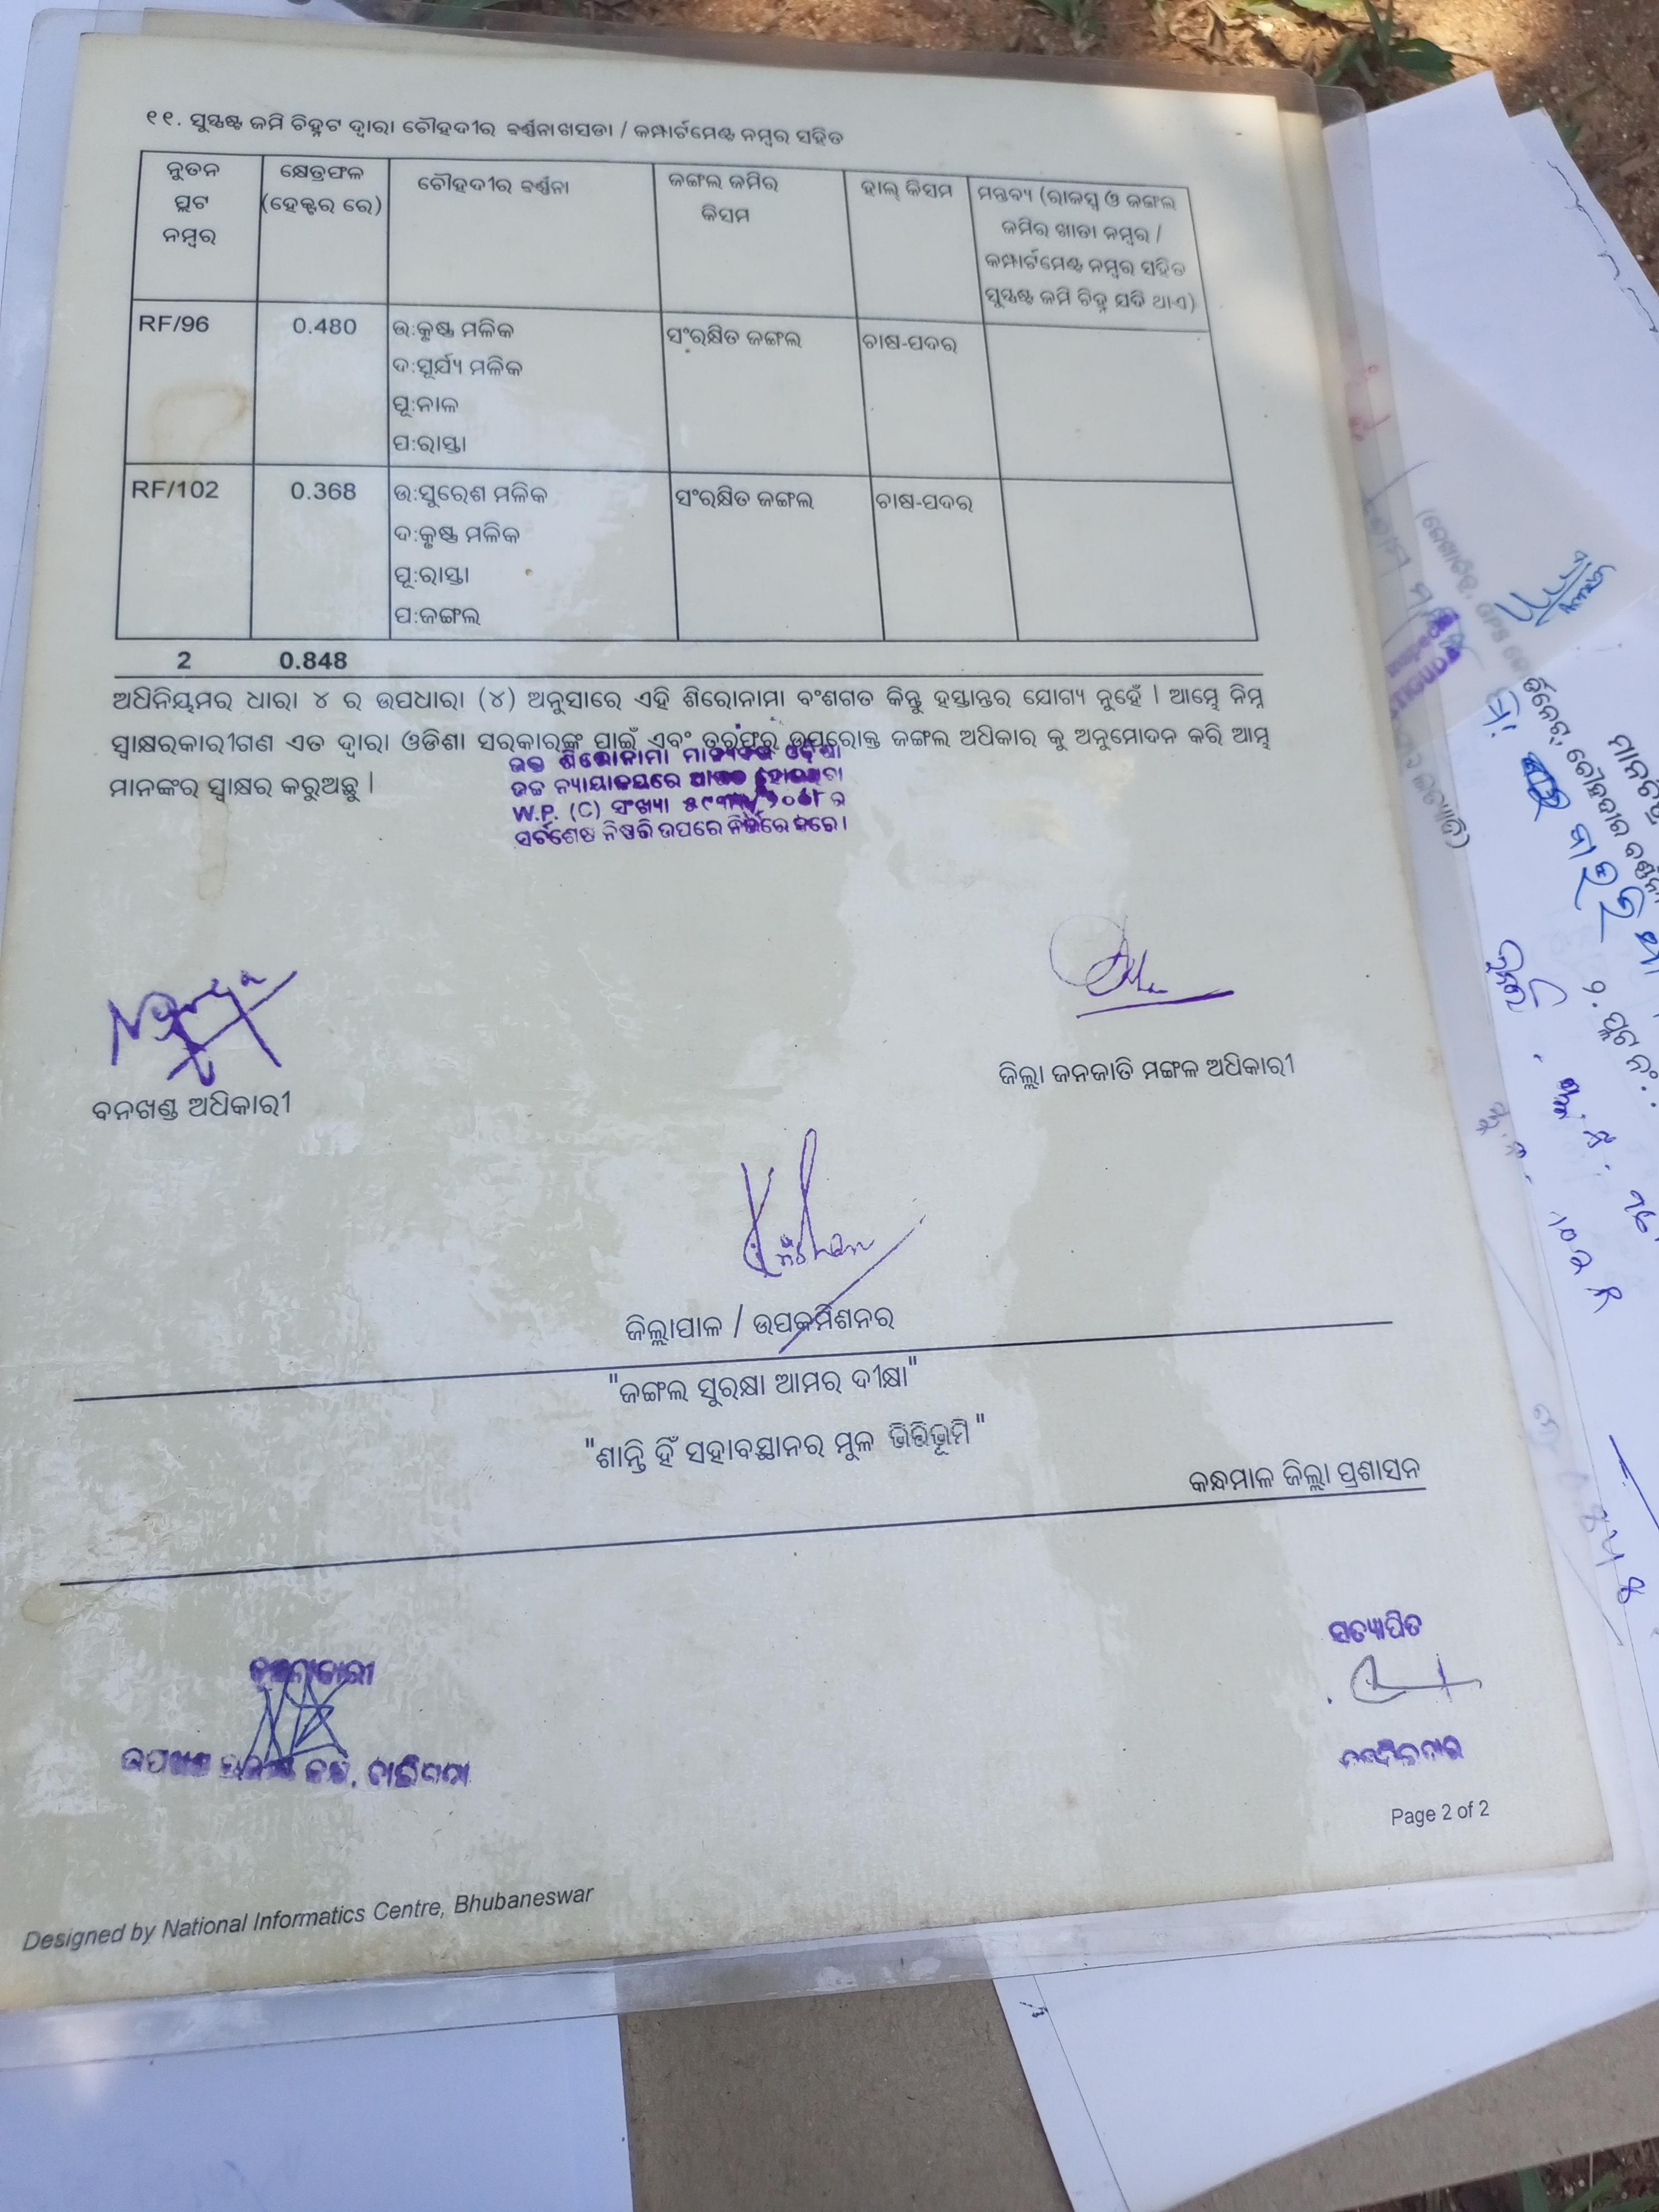 ୧୧. ସୁସ୍ପଷ୍ଟ ଜମି ଚିହ୍ନଟ ଦ୍ୱାରା ଚୌହଦୀର ବର୍ଣ୍ଣନା ଖସଡା / କମ୍ପାର୍ଟମେଣ୍ଟ ନମ୍ବର ସହିତ
ନୁତନ ପ୍ଲଟ ନମ୍ବର
କ୍ଷେତ୍ରଫଳ (ହେକ୍ଟର ରେ)
ଚୌହଦୀର ବର୍ଣ୍ଣନା
ଜଙ୍ଗଲ ଜମିର କିସମ
ହାଲ୍ କିସମ
ମନ୍ତବ୍ୟ (ରାଜସ୍ୱ ଓ ଜଙ୍ଗଲ
ଜମିର ଖାତା ନମ୍ବର /
କମ୍ପାର୍ଟମେଣ୍ଟ ନମ୍ବର ସହିତ
ସୁସ୍ପଷ୍ଟ ଜମି ଚିହ୍ନ ଯଦି ଥାଏ)
RF/96 0.480 ଉ:କୃଷ୍ଣ ମଳିକ ସଂରକ୍ଷିତ ଜଙ୍ଗଲ ଚାଷ-ପଦର
ଦ:ସୂର୍ଯ୍ୟ ମଳିକ
ପୂ:ନାଳ
ପ:ରାସ୍ତା
RF/102 0.368 ଉ:ସୁରେଶ ମଳିକ ସଂରକ୍ଷିତ ଜଙ୍ଗଲ ଚାଷ-ପଦର
ଦ:କୃଷ୍ଣ ମଳିକ
ପୂ:ରାସ୍ତା
ପ:ଜଙ୍ଗଲ
2 0.848
ଅଧିନିୟମର ଧାରା ୪ ର ଉପଧାରା (୪) ଅନୁସାରେ ଏହି ଶିରୋନାମା ବଂଶଗତ କିନ୍ତୁ ହସ୍ତାନ୍ତର ଯୋଗ୍ୟ ନୁହେଁ । ଆମ୍ଭେ ନିମ୍ନ
ସ୍ୱାକ୍ଷରକାରୀଗଣ ଏତ ଦ୍ୱାରା ଓଡିଶା ସରକାରଙ୍କ ପାଇଁ ଏବଂ ତରଫରୁ ଉପରୋକ୍ତ ଜଙ୍ଗଲ ଅଧିକାର କୁ ଅନୁମୋଦନ କରି ଆମ୍ଭ
ମାନଙ୍କର ସ୍ୱାକ୍ଷର କରୁଅଛୁ ।
ଉକ୍ତ ଶିରୋନାମା ମାନ୍ୟବର ଓଡ଼ିଶା
ଉଚ୍ଚ ନ୍ୟାୟାଳୟରେ
W.P. (C) ସଂଖ୍ୟା
ସର୍ବଶେଷ ନିଷ୍ପତ୍ତି ଉପରେ ନିର୍ଭର କରେ।
ବନଖଣ୍ଡ ଅଧିକାରୀ
ଜିଲ୍ଲା ଜନଜାତି ମଙ୍ଗଳ ଅଧିକାରୀ
ଜିଲ୍ଲାପାଳ / ଉପକମିଶନର
"ଜଙ୍ଗଲ ସୁରକ୍ଷା ଆମର ଦୀକ୍ଷା"
"ଶାନ୍ତି ହିଁ ସହାବସ୍ଥାନର ମୂଳ ଭିତ୍ତିଭୂମି"
କନ୍ଧମାଳ ଜିଲ୍ଲା ପ୍ରଶାସନ
ସତ୍ୟାପିତ
ତହସିଲଦାର
Page 2 of 2
Designed by National Informatics Centre, Bhubaneswar